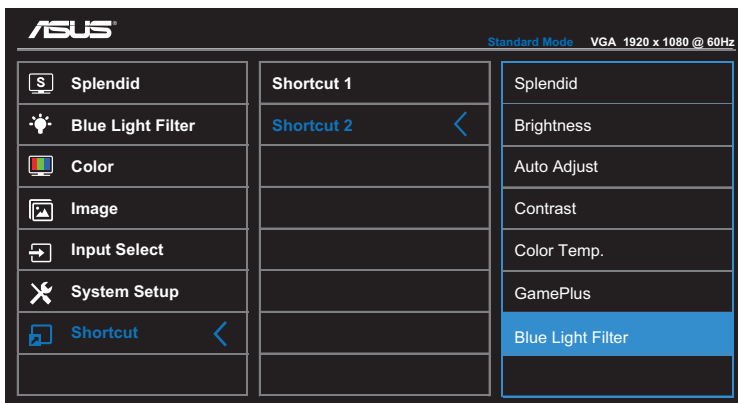 ASUS
Standard Mode VGA 1920 x 1080 @ 60Hz
S Splendid
Blue Light Filter
Color
Image
Input Select
System Setup
Shortcut
Shortcut 1
Shortcut 2
Splendid
Brightness
Auto Adjust
Contrast
Color Temp.
GamePlus
Blue Light Filter